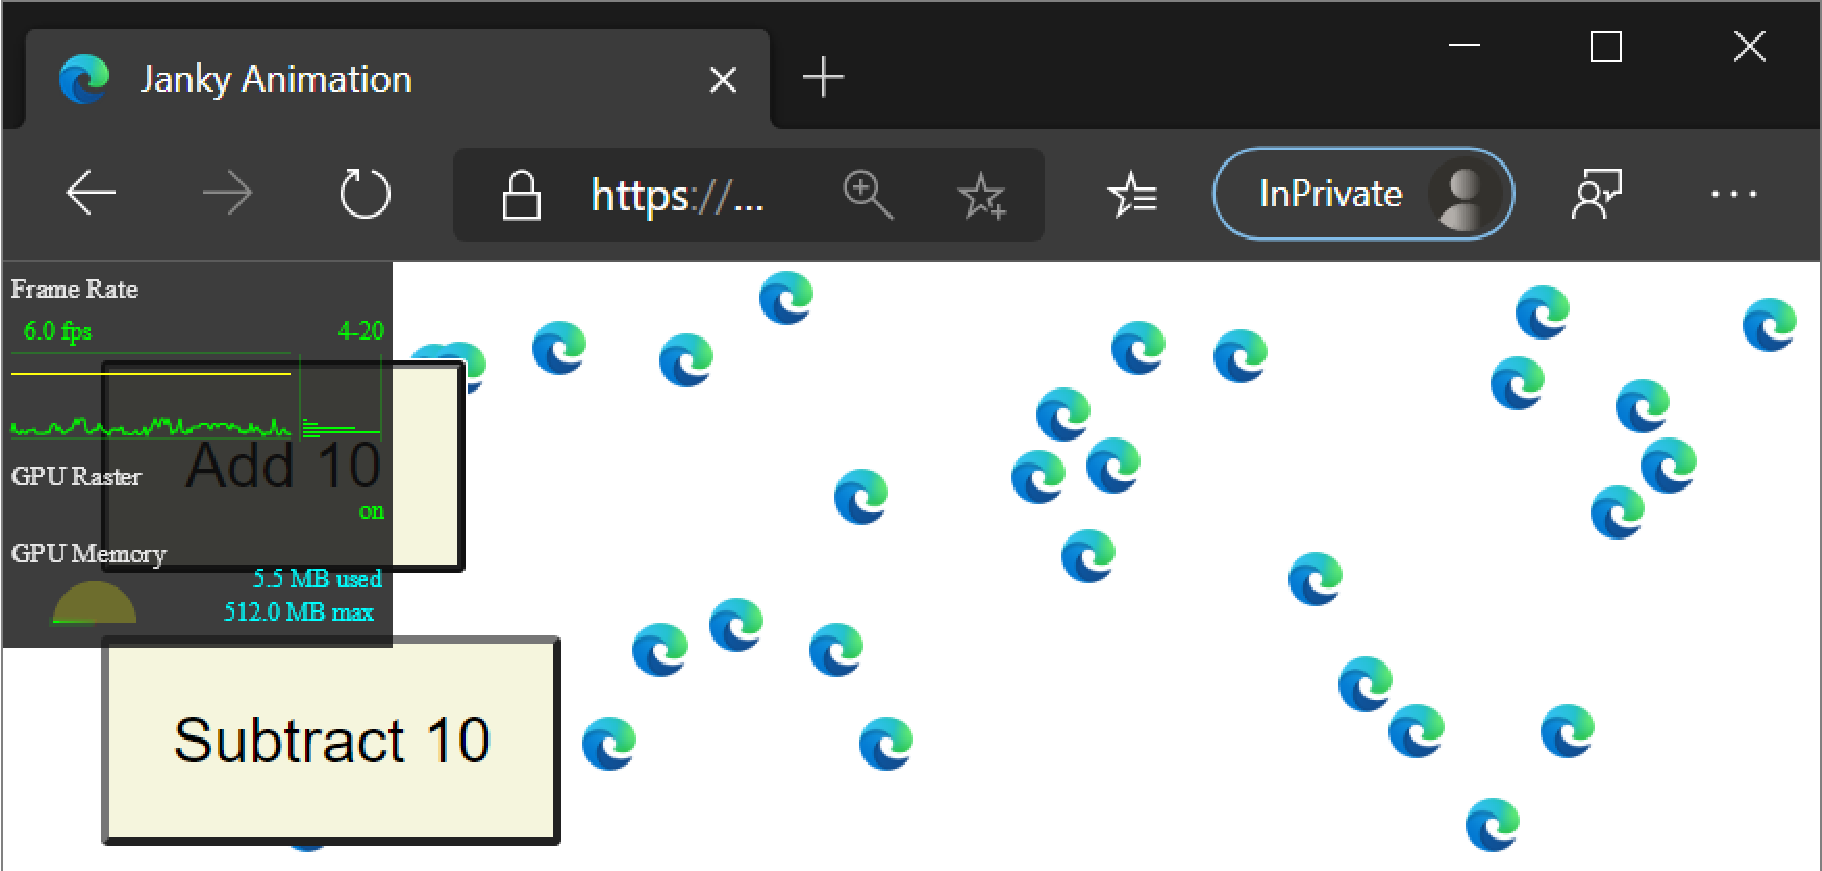 Janky Animation
https://...
InPrivate
Frame Rate
6.0 fps 4-20
Add 10
GPU Raster
on
GPU Memory
5.5 MB used
512.0 MB max
Subtract 10